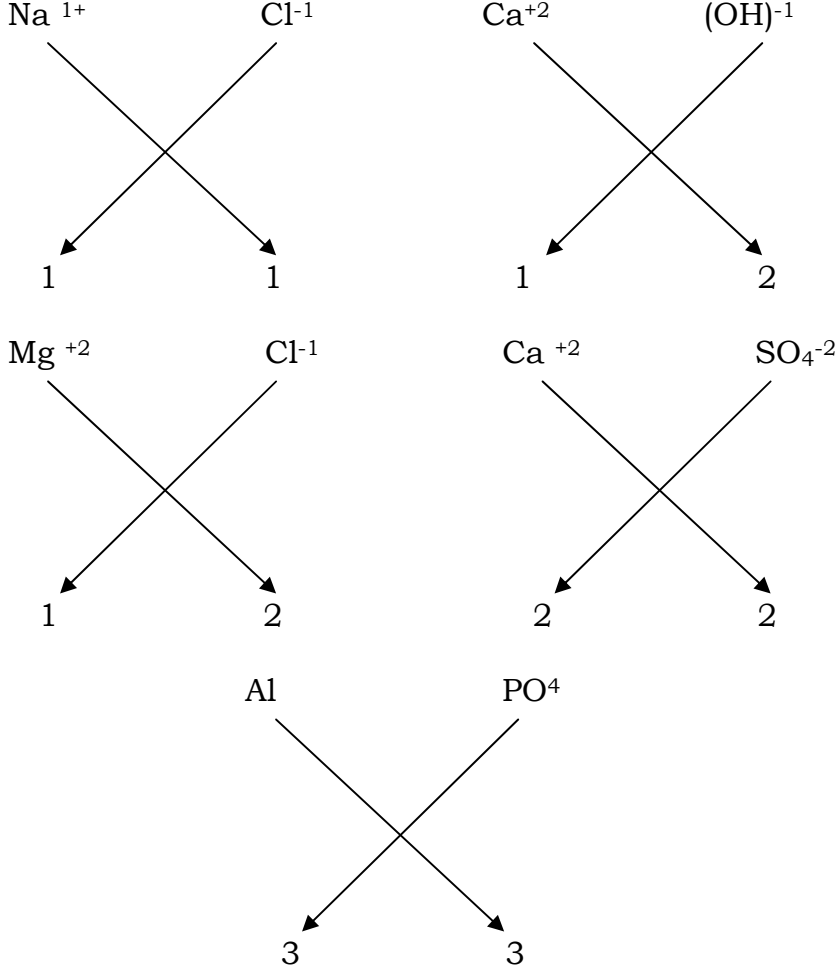 Na ¹⁺ Cl⁻¹ Ca⁺² (OH)⁻¹
1 1 1 2
Mg ⁺² Cl⁻¹ Ca ⁺² SO₄⁻²
1 2 2 2
Al PO⁴
3 3